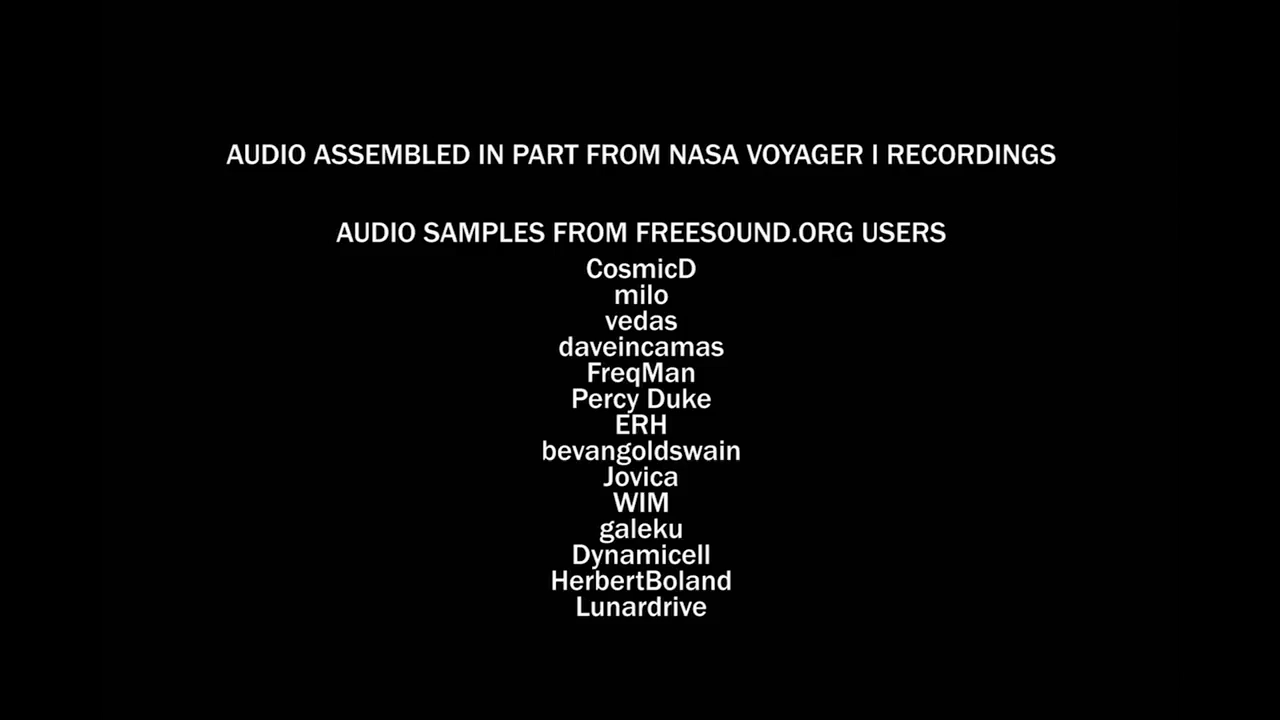 AUDIO ASSEMBLED IN PART FROM NASA VOYAGER I RECORDINGS
AUDIO SAMPLES FROM FREESOUND.ORG USERS
CosmicD
milo
vedas
daveincamas
FreqMan
Percy Duke
ERH
bevangoldswain
Jovica
WIM
galeku
Dynamicell
HerbertBoland
Lunardrive